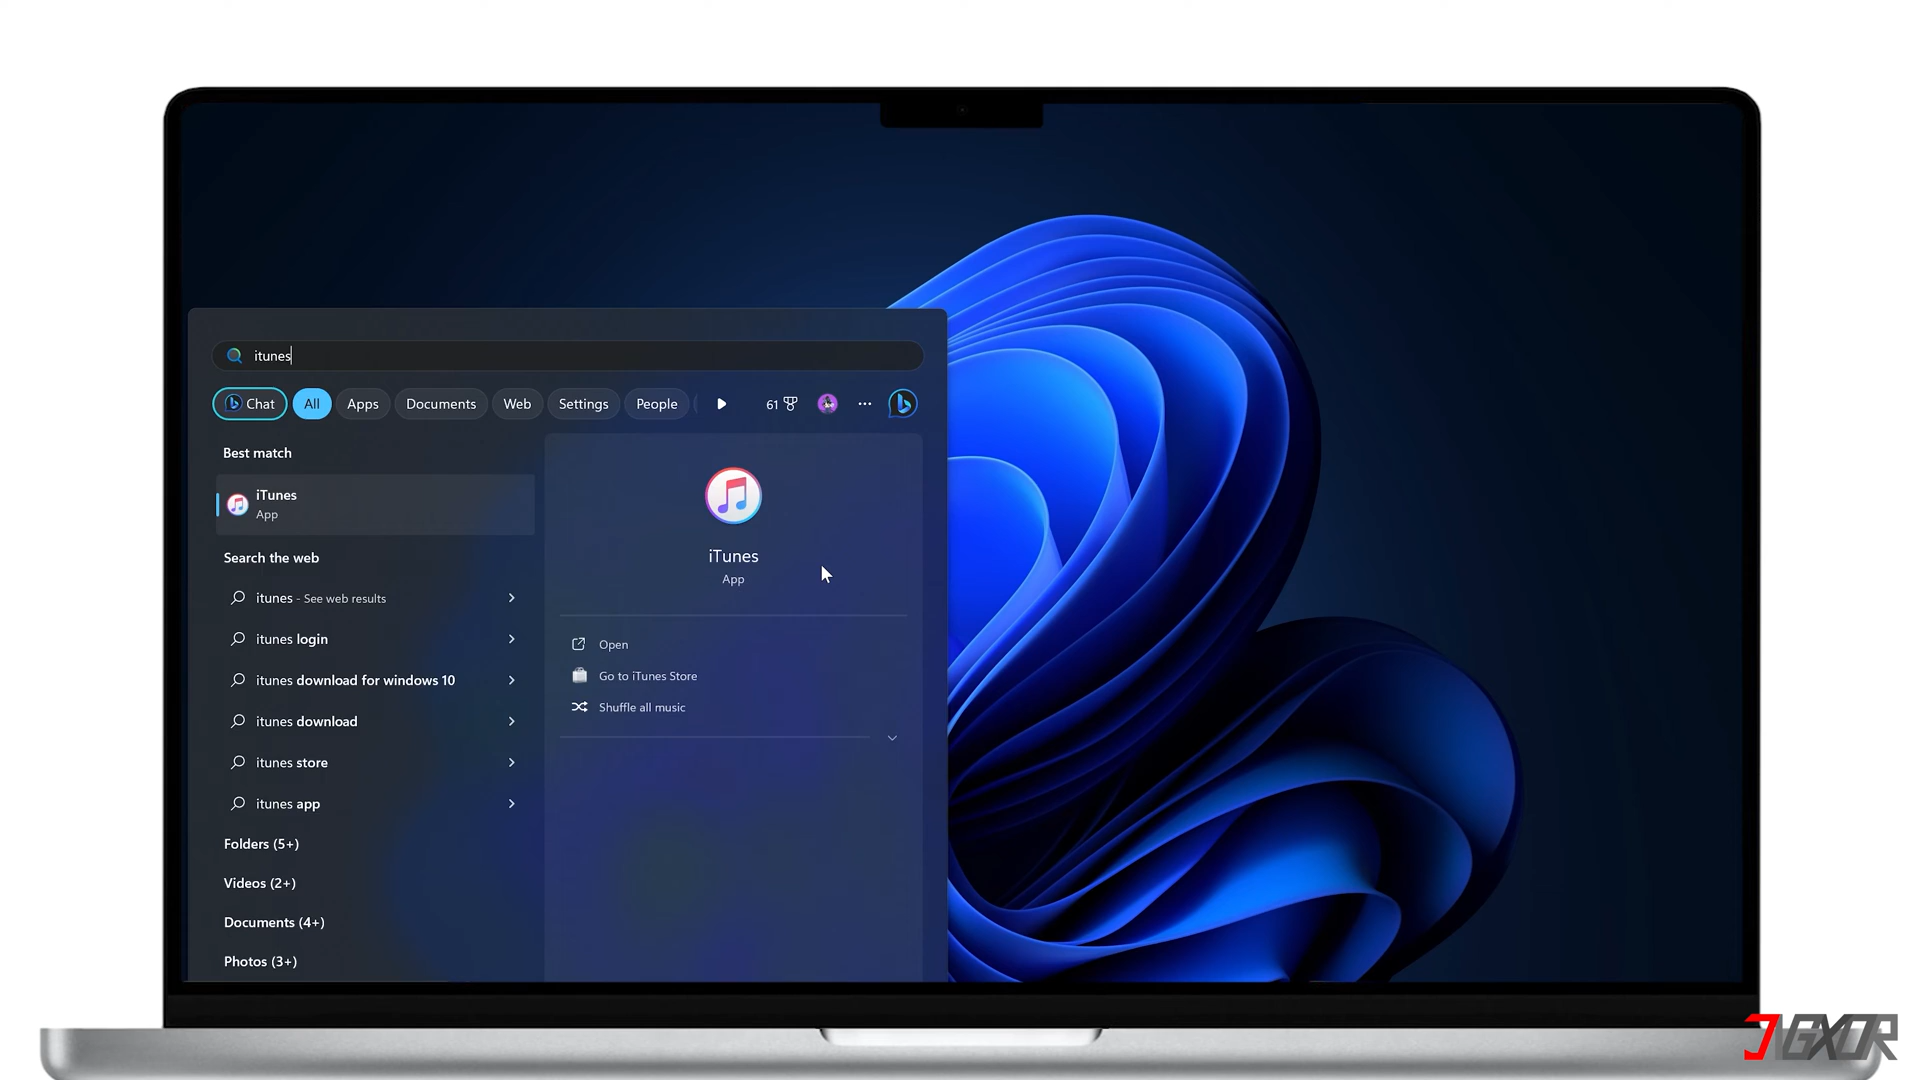 itunes
Chat All Apps Documents Web Settings People 61 ...
Best match
iTunes
App
Search the web
itunes - See web results
itunes login
itunes download for windows 10
itunes download
itunes store
itunes app
Folders (5+)
Videos (2+)
Documents (4+)
Photos (3+)
iTunes
App
Open
Go to iTunes Store
Shuffle all music
JIGXOR